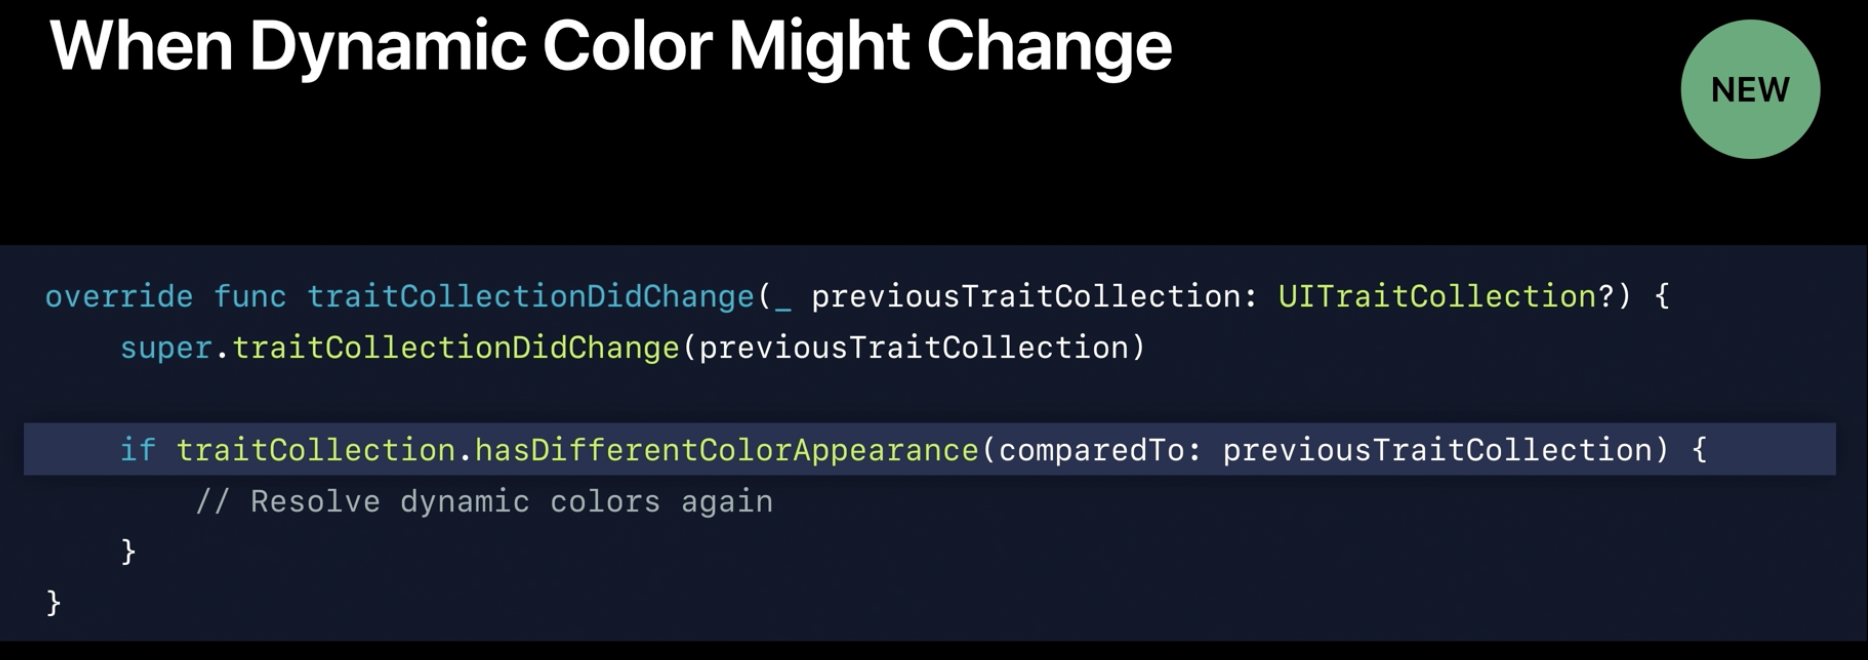 When Dynamic Color Might Change
NEW
override func traitCollectionDidChange(_ previousTraitCollection: UITraitCollection?) {
    super.traitCollectionDidChange(previousTraitCollection)
    if traitCollection.hasDifferentColorAppearance(comparedTo: previousTraitCollection) {
        // Resolve dynamic colors again
    }
}